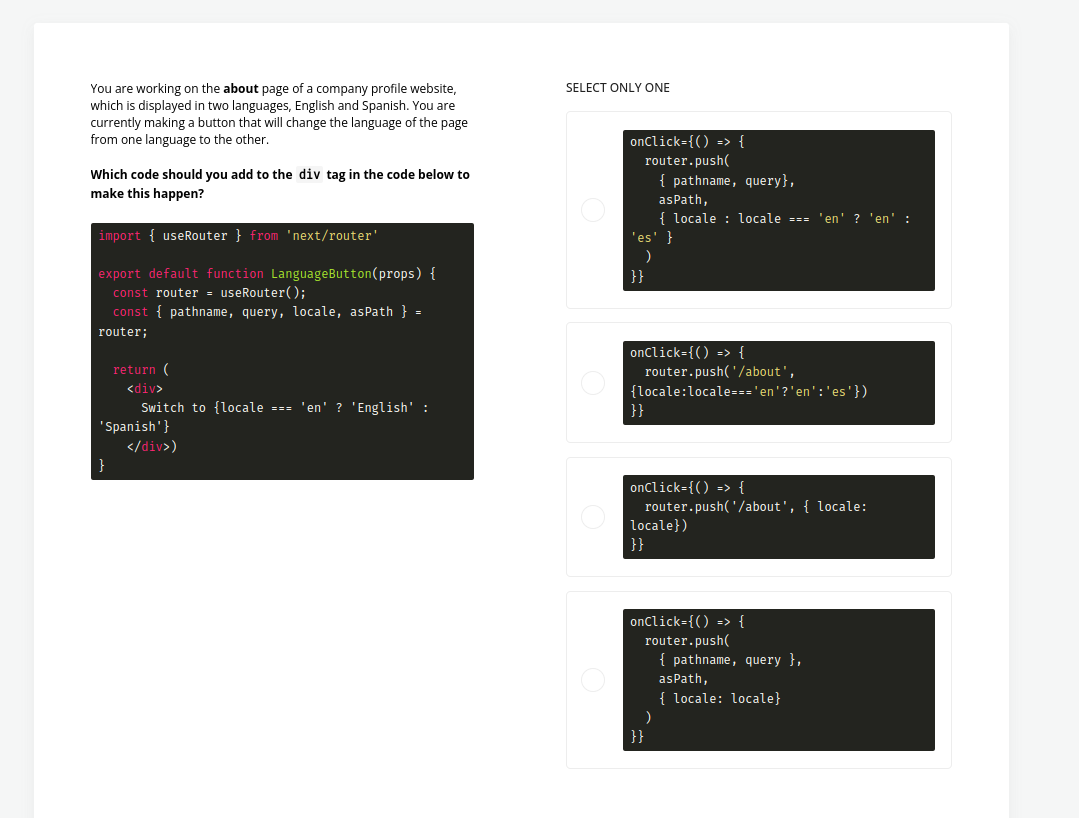 You are working on the about page of a company profile website,
which is displayed in two languages, English and Spanish. You are
currently making a button that will change the language of the page
from one language to the other.
Which code should you add to the div tag in the code below to
make this happen?
import { useRouter } from 'next/router'
export default function LanguageButton(props) {
const router = useRouter();
const { pathname, query, locale, asPath } =
router;
return (
<div>
Switch to {locale === 'en' ? 'English' :
'Spanish'}
</div>)
}
SELECT ONLY ONE
onClick={() => {
router.push(
{ pathname, query},
asPath,
{ locale : locale === 'en' ? 'en' :
'es' }
)
}}
onClick={() => {
router.push('/about',
{locale:locale==='en'?'en':'es'})
}}
onClick={() => {
router.push('/about', { locale:
locale})
}}
onClick={() => {
router.push(
{ pathname, query },
asPath,
{ locale: locale}
)
}}